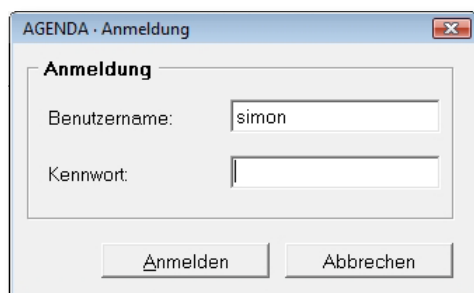 AGENDA · Anmeldung
Anmeldung
Benutzername: simon
Kennwort:
Anmelden Abbrechen